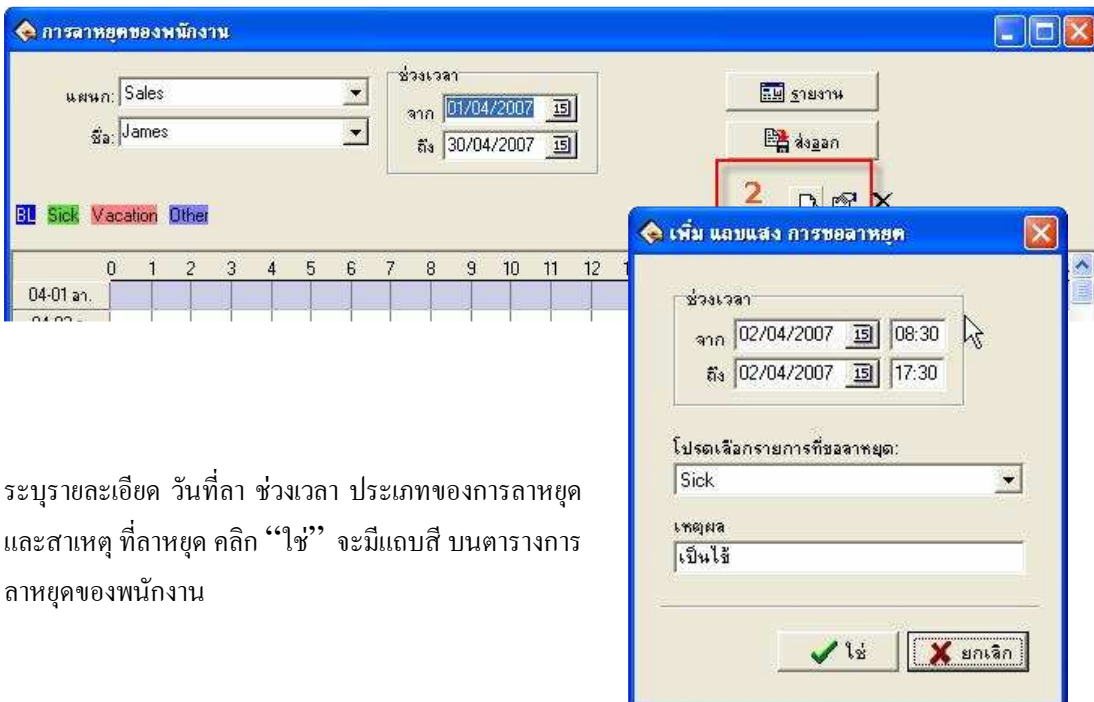 การลาหยุดของพนักงาน
แผนก: Sales
ชื่อ: James
ช่วงเวลา
จาก 01/04/2007 15
ถึง 30/04/2007 15
รายงาน
ส่งออก
2
BL Sick Vacation Other
0 1 2 3 4 5 6 7 8 9 10 11 12
04-01 อา.
เพิ่ม แถบแสง การขอลาหยุด
ช่วงเวลา
จาก 02/04/2007 15 08:30
ถึง 02/04/2007 15 17:30
โปรดเลือกรายการที่ขอลาหยุด:
Sick
เหตุผล
เป็นไข้
ใช่ ยกเลิก
ระบุรายละเอียด วันที่ลา ช่วงเวลา ประเภทของการลาหยุด
และสาเหตุ ที่ลาหยุด คลิก “ใช่” จะมีแถบสี บนตารางการ
ลาหยุดของพนักงาน